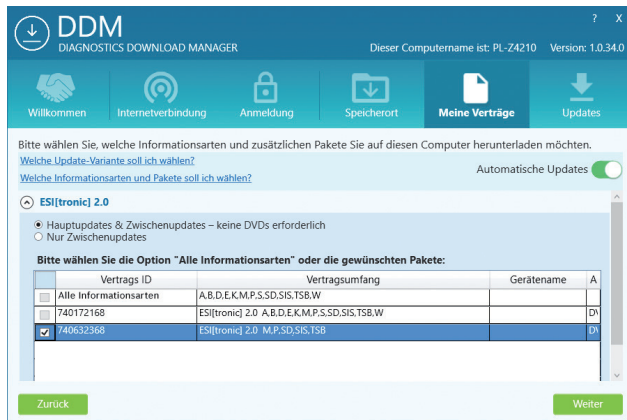 DDM
DIAGNOSTICS DOWNLOAD MANAGER
? X
Dieser Computername ist: PL-Z4210 Version: 1.0.34.0
Willkommen Internetverbindung Anmeldung Speicherort Meine Verträge Updates
Bitte wählen Sie, welche Informationsarten und zusätzlichen Pakete Sie auf diesen Computer herunterladen möchten.
Welche Update-Variante soll ich wählen?
Welche Informationsarten und Pakete soll ich wählen?
Automatische Updates
ESI[tronic] 2.0
Hauptupdates & Zwischenupdates – keine DVDs erforderlich
Nur Zwischenupdates
Bitte wählen Sie die Option "Alle Informationsarten" oder die gewünschten Pakete:
Vertrags ID Vertragsumfang Gerätename A
Alle Informationsarten A,B,D,E,K,M,P,S,SD,SIS,TSB,W
740172168 ESI[tronic] 2.0 A,B,D,E,K,M,P,S,SD,SIS,TSB,W
740632368 ESI[tronic] 2.0 M,P,SD,SIS,TSB
Zurück Weiter